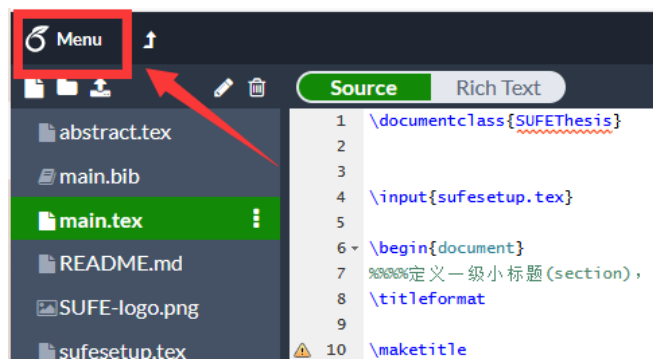 Menu
Source Rich Text
abstract.tex
main.bib
main.tex
README.md
SUFE-logo.png
sufesetup.tex
1 \documentclass{SUFEThesis}
2
3
4 \input{sufesetup.tex}
5
6 \begin{document}
7 %%%%定义一级小标题(section)，
8 \titleformat
9
10 \maketitle